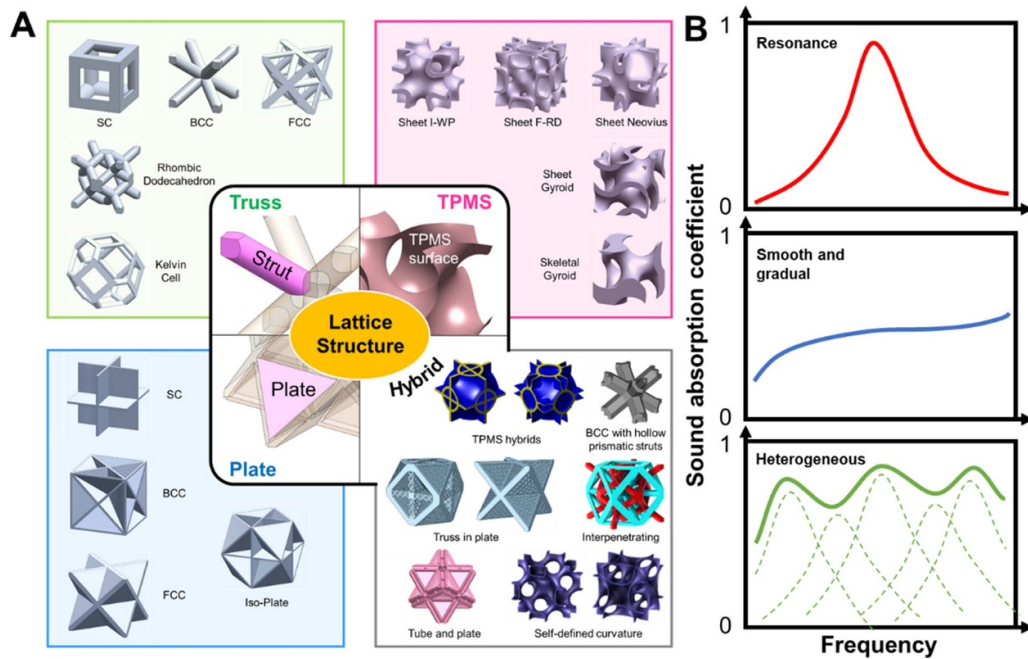 A
SC
BCC
FCC
Rhombic
Dodecahedron
Kelvin
Cell
Sheet I-WP
Sheet F-RD
Sheet Neovius
Sheet
Gyroid
Skeletal
Gyroid
Truss
TPMS
Strut
TPMS
surface
Lattice
Structure
Plate
Hybrid
Plate
SC
BCC
FCC
Iso-Plate
TPMS hybrids
BCC with hollow
prismatic struts
Truss in plate
Interpenetrating
Tube and plate
Self-defined curvature
B
Sound absorption coefficient
1
Resonance
0
1
Smooth and
gradual
0
1
Heterogeneous
0
Frequency